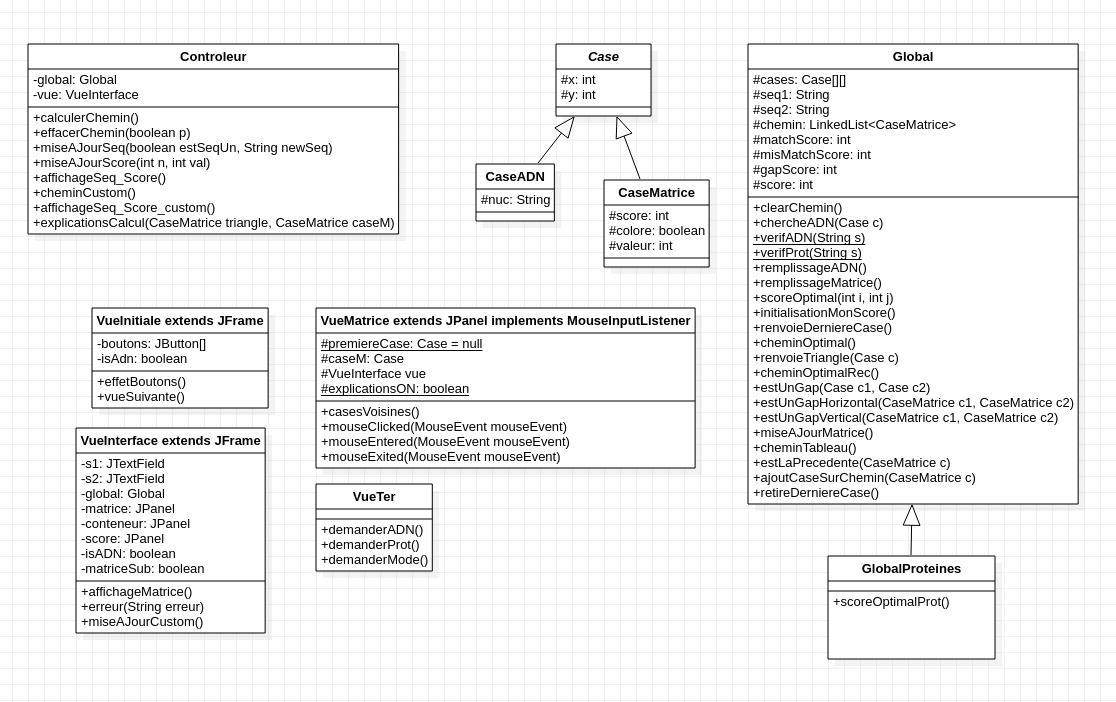 Controleur
-global: Global
-vue: VueInterface
+calculerChemin()
+effacerChemin(boolean p)
+miseAJourSeq(boolean estSeqUn, String newSeq)
+miseAJourScore(int n, int val)
+affichageSeq_Score()
+cheminCustom()
+affichageSeq_Score_custom()
+explicationsCalcul(CaseMatrice triangle, CaseMatrice caseM)
Case
#x: int
#y: int
CaseADN
#nuc: String
CaseMatrice
#score: int
#colore: boolean
#valeur: int
Global
#cases: Case[][]
#seq1: String
#seq2: String
#chemin: LinkedList<CaseMatrice>
#matchScore: int
#misMatchScore: int
#gapScore: int
#score: int
+clearChemin()
+chercheADN(Case c)
+verifADN(String s)
+verifProt(String s)
+remplissageADN()
+remplissageMatrice()
+scoreOptimal(int i, int j)
+initialisationMonScore()
+renvoieDerniereCase()
+cheminOptimal()
+renvoieTriangle(Case c)
+cheminOptimalRec()
+estUnGap(Case c1, Case c2)
+estUnGapHorizontal(CaseMatrice c1, CaseMatrice c2)
+estUnGapVertical(CaseMatrice c1, CaseMatrice c2)
+miseAJourMatrice()
+cheminTableau()
+estLaPrecedente(CaseMatrice c)
+ajoutCaseSurChemin(CaseMatrice c)
+retireDerniereCase()
VueInitiale extends JFrame
-boutons: JButton[]
-isAdn: boolean
+effetBoutons()
+vueSuivante()
VueMatrice extends JPanel implements MouseInputListener
#premiereCase: Case = null
#caseM: Case
#VueInterface vue
#explicationsON: boolean
+casesVoisines()
+mouseClicked(MouseEvent mouseEvent)
+mouseEntered(MouseEvent mouseEvent)
+mouseExited(MouseEvent mouseEvent)
VueInterface extends JFrame
-s1: JTextField
-s2: JTextField
-global: Global
-matrice: JPanel
-conteneur: JPanel
-score: JPanel
-isADN: boolean
-matriceSub: boolean
+affichageMatrice()
+erreur(String erreur)
+miseAJourCustom()
VueTer
+demanderADN()
+demanderProt()
+demanderMode()
GlobalProteines
+scoreOptimalProt()